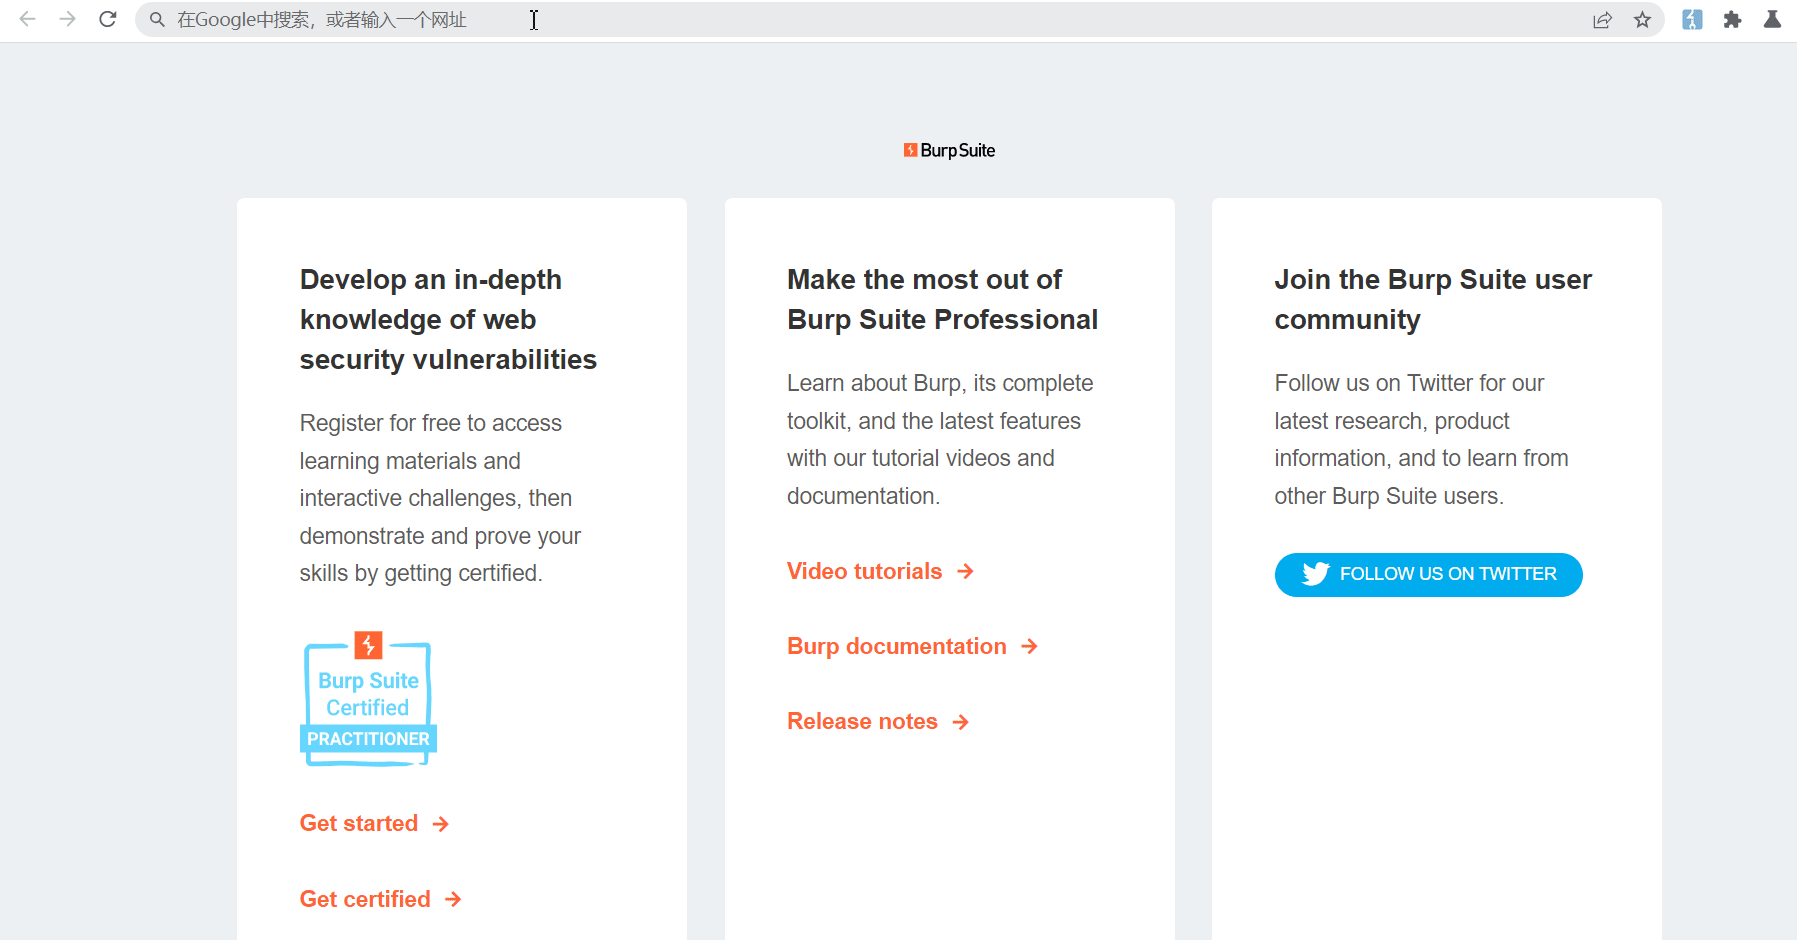 在Google中搜索，或者输入一个网址
Burp Suite
Develop an in-depth
knowledge of web
security vulnerabilities
Register for free to access
learning materials and
interactive challenges, then
demonstrate and prove your
skills by getting certified.
Burp Suite
Certified
PRACTITIONER
Get started
Get certified
Make the most out of
Burp Suite Professional
Learn about Burp, its complete
toolkit, and the latest features
with our tutorial videos and
documentation.
Video tutorials
Burp documentation
Release notes
Join the Burp Suite user
community
Follow us on Twitter for our
latest research, product
information, and to learn from
other Burp Suite users.
FOLLOW US ON TWITTER